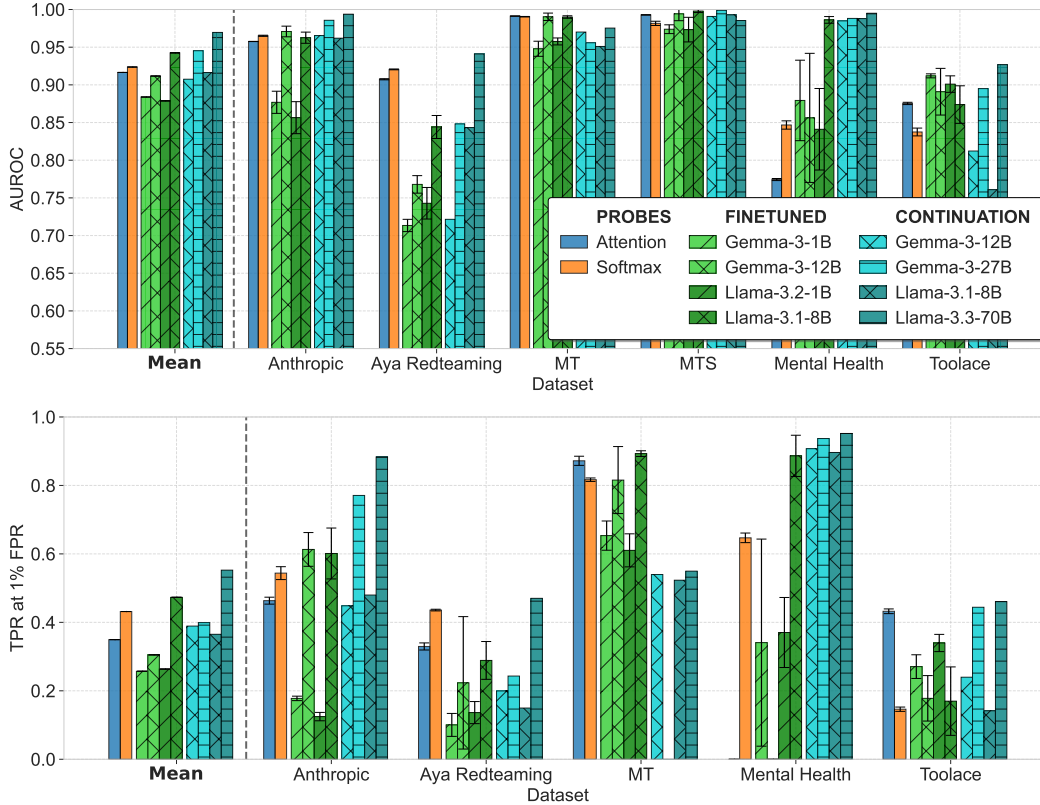 1.00
0.95
0.90
0.85
0.80
0.75
0.70
0.65
0.60
0.55
AUROC
PROBES FINETUNED CONTINUATION
Attention Gemma-3-1B Gemma-3-12B
Softmax Gemma-3-12B Gemma-3-27B
Llama-3.2-1B Llama-3.1-8B
Llama-3.1-8B Llama-3.3-70B
Mean Anthropic Aya Redteaming MT MTS Mental Health Toolace
Dataset
1.0
0.8
0.6
0.4
0.2
0.0
TPR at 1% FPR
Mean Anthropic Aya Redteaming MT Mental Health Toolace
Dataset